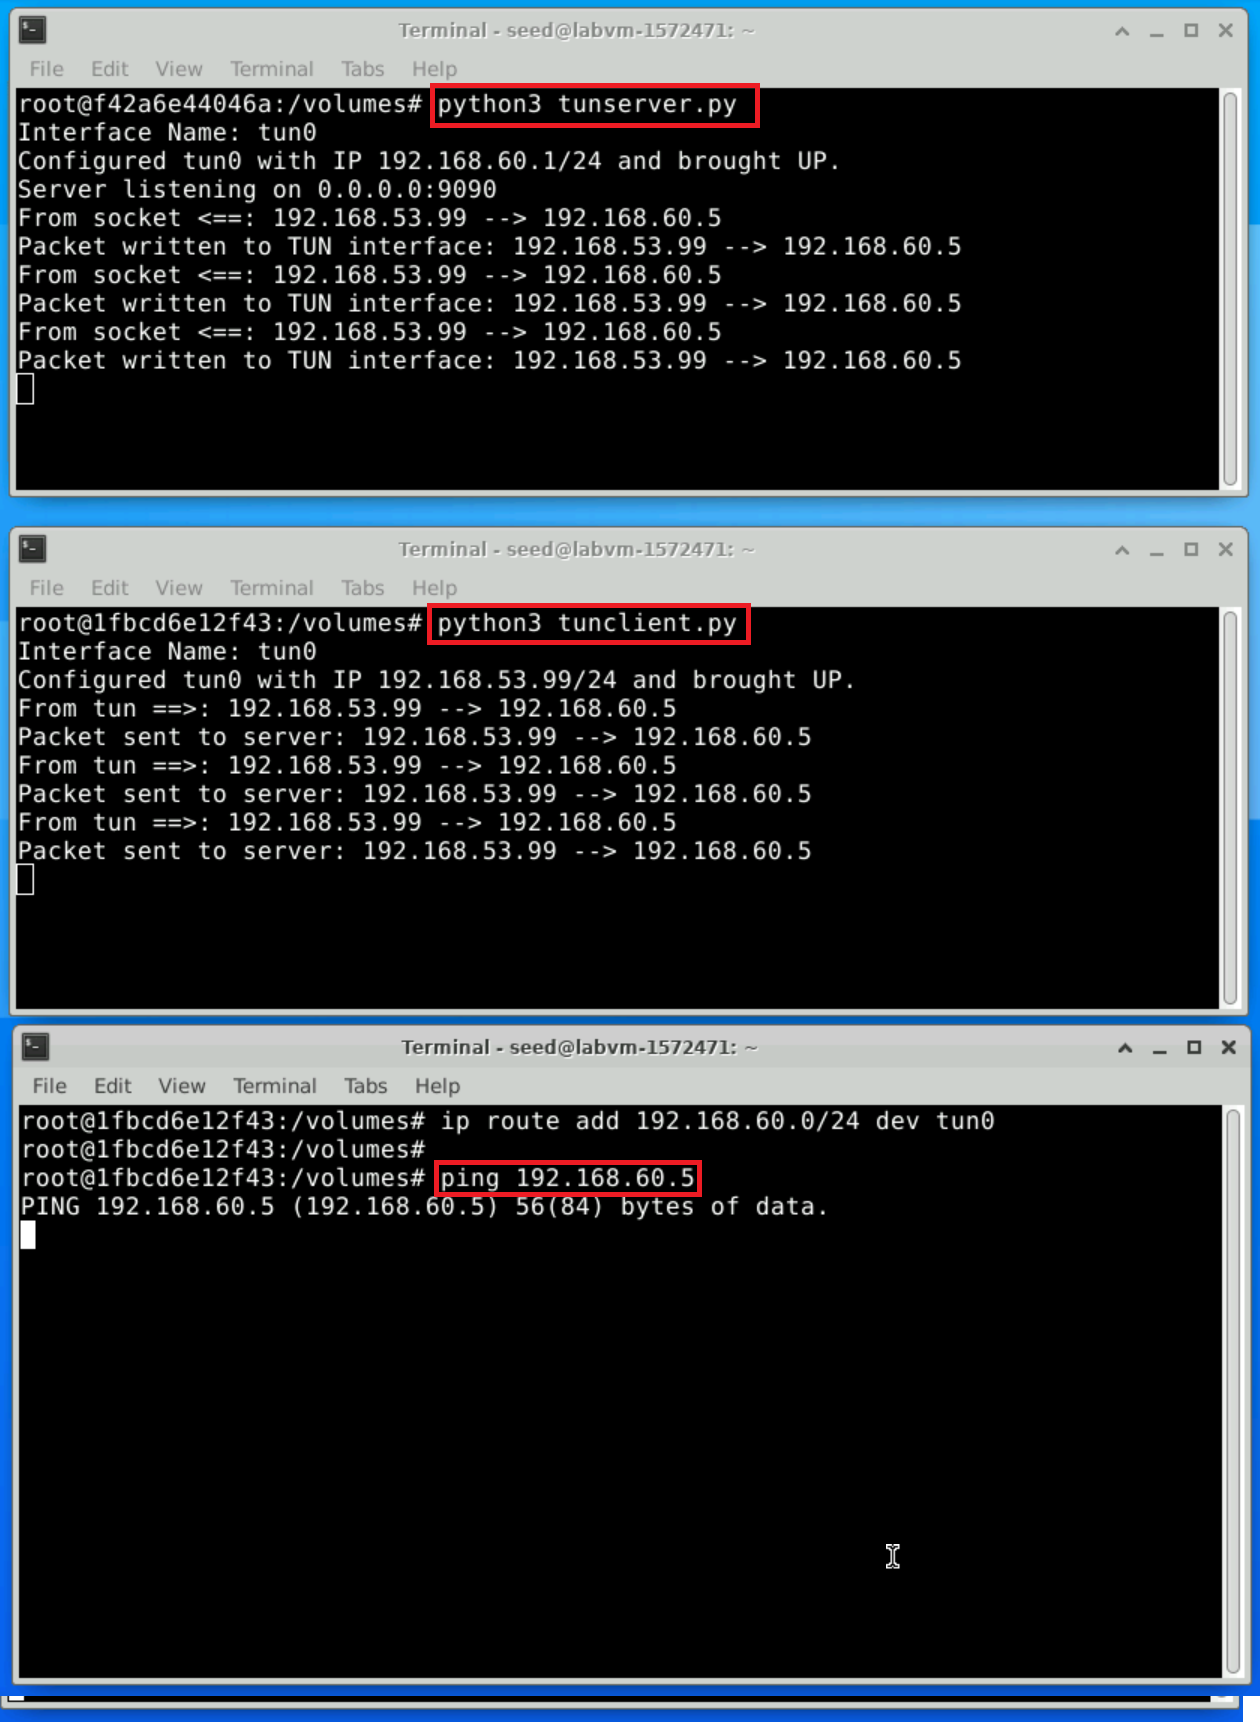 Terminal - seed@labvm-1572471: ~
File Edit View Terminal Tabs Help
root@f42a6e44046a:/volumes# python3 tunserver.py
Interface Name: tun0
Configured tun0 with IP 192.168.60.1/24 and brought UP.
Server listening on 0.0.0.0:9090
From socket <==: 192.168.53.99 --> 192.168.60.5
Packet written to TUN interface: 192.168.53.99 --> 192.168.60.5
From socket <==: 192.168.53.99 --> 192.168.60.5
Packet written to TUN interface: 192.168.53.99 --> 192.168.60.5
From socket <==: 192.168.53.99 --> 192.168.60.5
Packet written to TUN interface: 192.168.53.99 --> 192.168.60.5
Terminal - seed@labvm-1572471: ~
File Edit View Terminal Tabs Help
root@1fbcd6e12f43:/volumes# python3 tunclient.py
Interface Name: tun0
Configured tun0 with IP 192.168.53.99/24 and brought UP.
From tun ==>: 192.168.53.99 --> 192.168.60.5
Packet sent to server: 192.168.53.99 --> 192.168.60.5
From tun ==>: 192.168.53.99 --> 192.168.60.5
Packet sent to server: 192.168.53.99 --> 192.168.60.5
From tun ==>: 192.168.53.99 --> 192.168.60.5
Packet sent to server: 192.168.53.99 --> 192.168.60.5
Terminal - seed@labvm-1572471: ~
File Edit View Terminal Tabs Help
root@1fbcd6e12f43:/volumes# ip route add 192.168.60.0/24 dev tun0
root@1fbcd6e12f43:/volumes#
root@1fbcd6e12f43:/volumes# ping 192.168.60.5
PING 192.168.60.5 (192.168.60.5) 56(84) bytes of data.